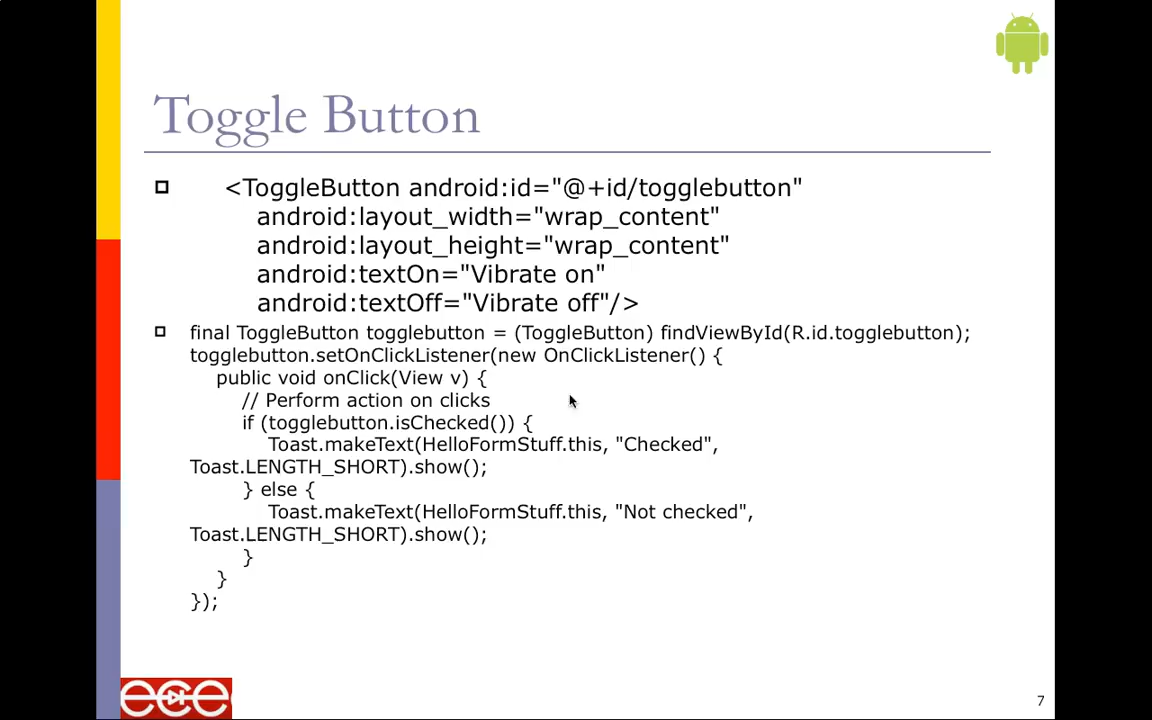 Toggle Button
<ToggleButton android:id="@+id/togglebutton"
android:layout_width="wrap_content"
android:layout_height="wrap_content"
android:textOn="Vibrate on"
android:textOff="Vibrate off"/>
final ToggleButton togglebutton = (ToggleButton) findViewById(R.id.togglebutton);
togglebutton.setOnClickListener(new OnClickListener() {
public void onClick(View v) {
// Perform action on clicks
if (togglebutton.isChecked()) {
Toast.makeText(HelloFormStuff.this, "Checked",
Toast.LENGTH_SHORT).show();
} else {
Toast.makeText(HelloFormStuff.this, "Not checked",
Toast.LENGTH_SHORT).show();
}
}
});
ece
7